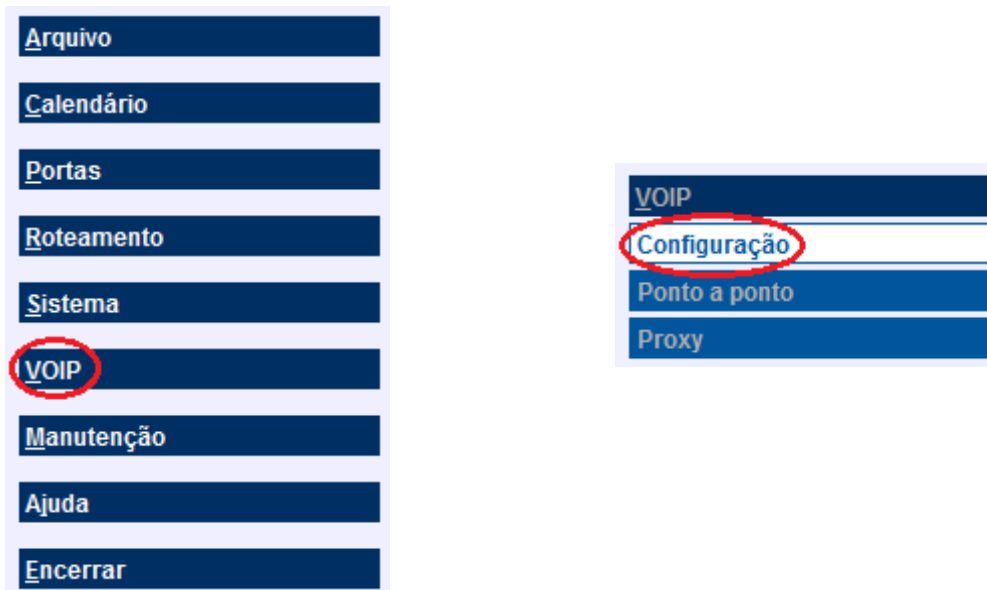 Arquivo
Calendário
Portas
Roteamento
Sistema
VOIP
Manutenção
Ajuda
Encerrar
VOIP
Configuração
Ponto a ponto
Proxy